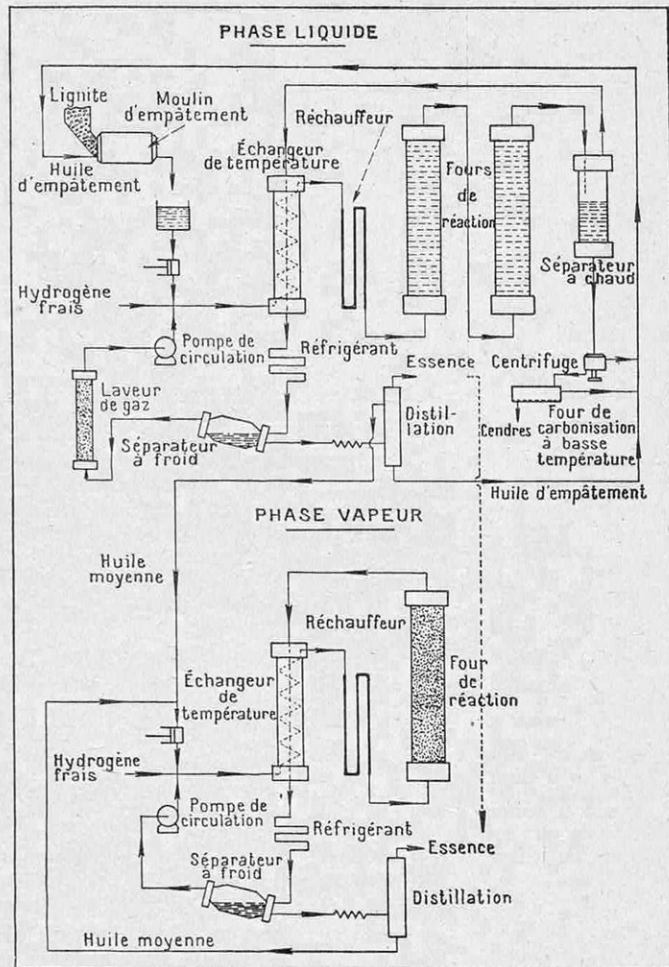 PHASE LIQUIDE
Lignite
Moulin
d'empâtement
Huile
d'empâtement
Échangeur
de température
Réchauffeur
Fours
de
réaction
Séparateur
à chaud
Hydrogène
frais
Pompe de
circulation
Réfrigérant
Laveur
de gaz
Séparateur
à froid
Essence
Distil-
lation
Centrifuge
Cendres
Four de
carbonisation
à basse
température
Huile d'empâtement
PHASE VAPEUR
Huile
moyenne
Réchauffeur
Échangeur
de
température
Four
de
réaction
Hydrogène
frais
Pompe de
circulation
Réfrigérant
Séparateur
à froid
Essence
Distillation
Huile moyenne